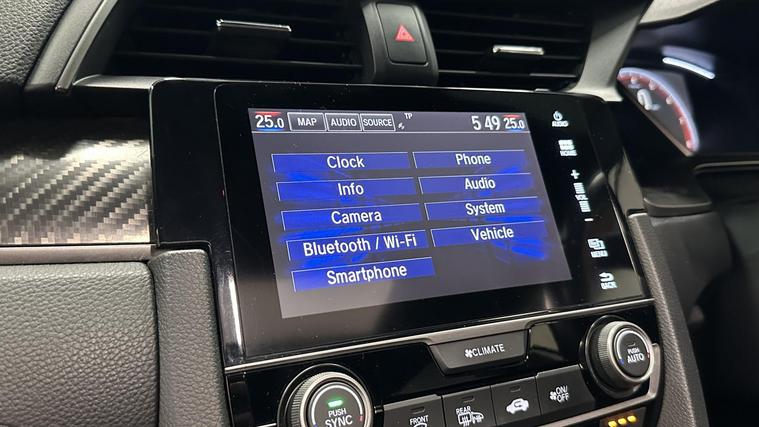 25.0 MAP AUDIO SOURCE TP 5 49 25.0
Clock
Phone
Info
Audio
Camera
System
Bluetooth / Wi-Fi
Vehicle
Smartphone
AUDIO
HOME
+
VOL
−
MENU
BACK
CLIMATE
PUSH
SYNC
FRONT
REAR
ON/
OFF
PUSH
AUTO